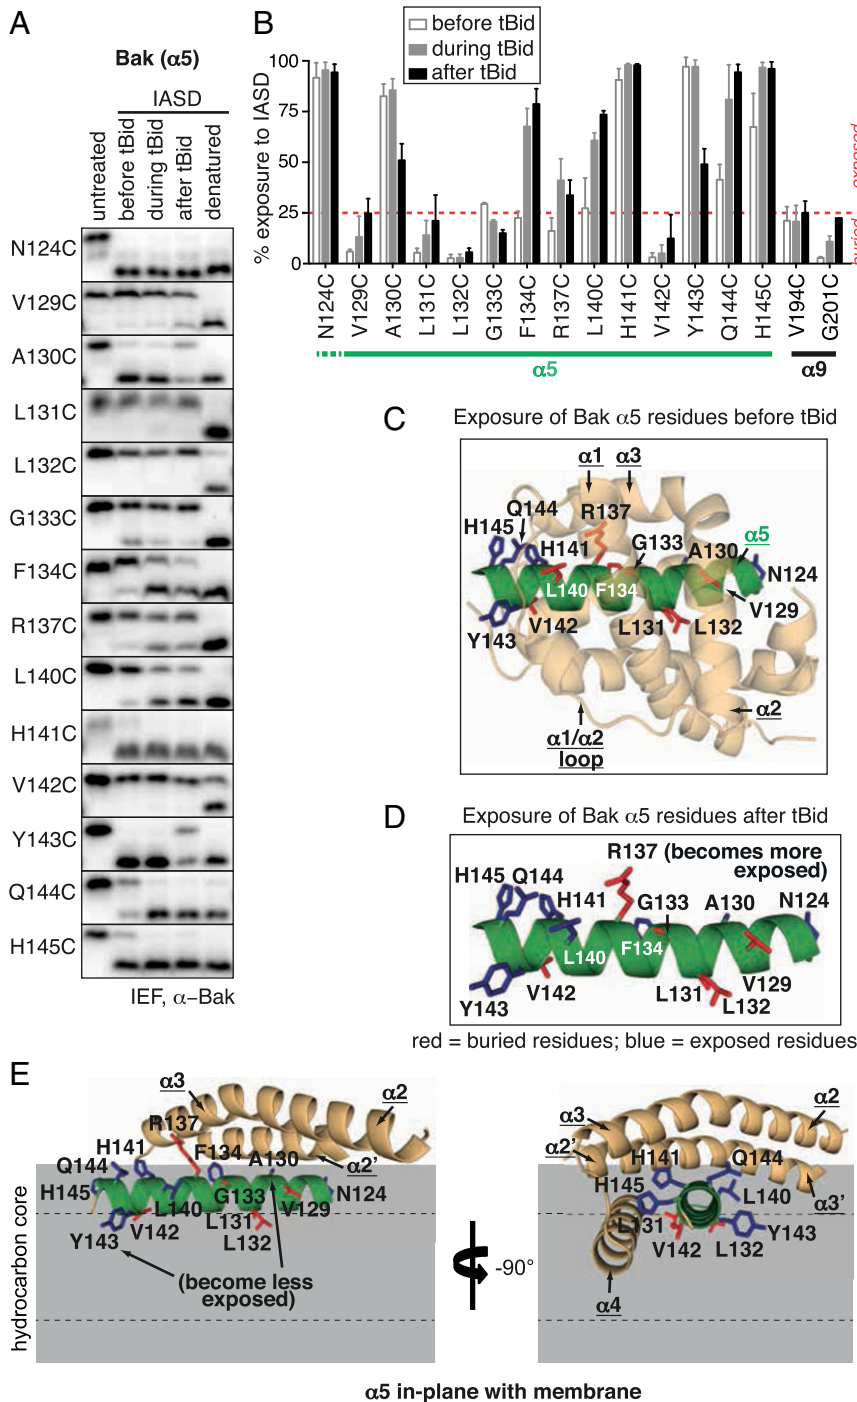 A
Bak (α5)
IASD
untreated
before tBid
during tBid
after tBid
denatured
N124C
V129C
A130C
L131C
L132C
G133C
F134C
R137C
L140C
H141C
V142C
Y143C
Q144C
H145C
IEF, α−Bak
B
before tBid
during tBid
after tBid
% exposure to IASD
100
75
50
25
0
exposed
buried
N124C
V129C
A130C
L131C
L132C
G133C
F134C
R137C
L140C
H141C
V142C
Y143C
Q144C
H145C
V194C
G201C
α5
α9
C
Exposure of Bak α5 residues before tBid
α1 α3
Q144 R137
H145 H141 G133 A130 α5
N124
L140 F134
V129
Y143 V142 L131 L132
α2
α1/α2
loop
D
Exposure of Bak α5 residues after tBid
R137 (becomes more
exposed)
H145 Q144
H141 G133 A130 N124
L140 F134
V129
Y143 V142 L131 L132
red = buried residues; blue = exposed residues
E
hydrocarbon core
α3 α2
R137
H141 F134 A130 α2'
Q144
H145 G133 N124
L140 L131 V129
V142
Y143 L132
(become less
exposed)
-90°
α3 α2
α2' H141 Q144
H145 L140 α3'
L131
V142 L132 Y143
α4
α5 in-plane with membrane